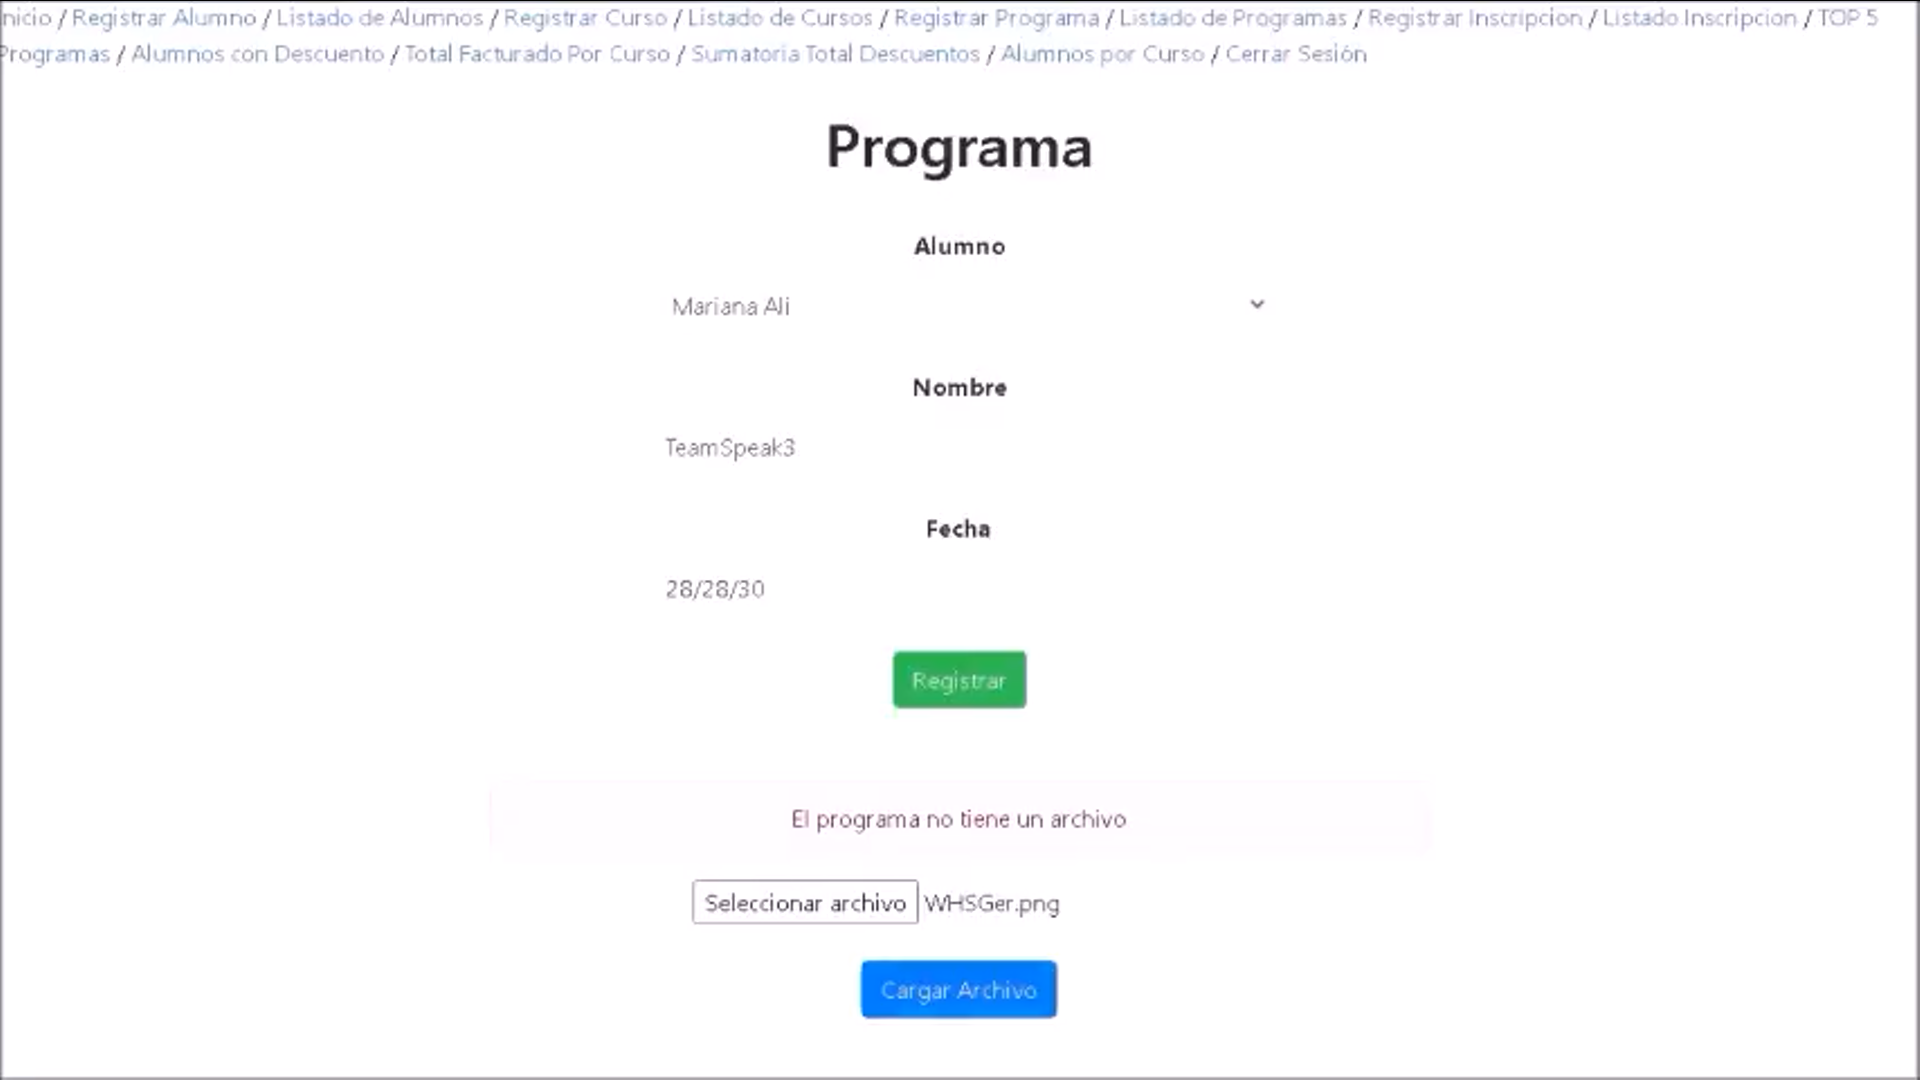 nicio / Registrar Alumno / Listado de Alumnos / Registrar Curso / Listado de Cursos / Registrar Programa / Listado de Programas / Registrar Inscripcion / Listado Inscripcion / TOP 5
Programas / Alumnos con Descuento / Total Facturado Por Curso / Sumatoria Total Descuentos / Alumnos por Curso / Cerrar Sesión
Programa
Alumno
Mariana Ali
Nombre
TeamSpeak3
Fecha
28/28/30
Registrar
El programa no tiene un archivo
Seleccionar archivo WHSGer.png
Cargar Archivo